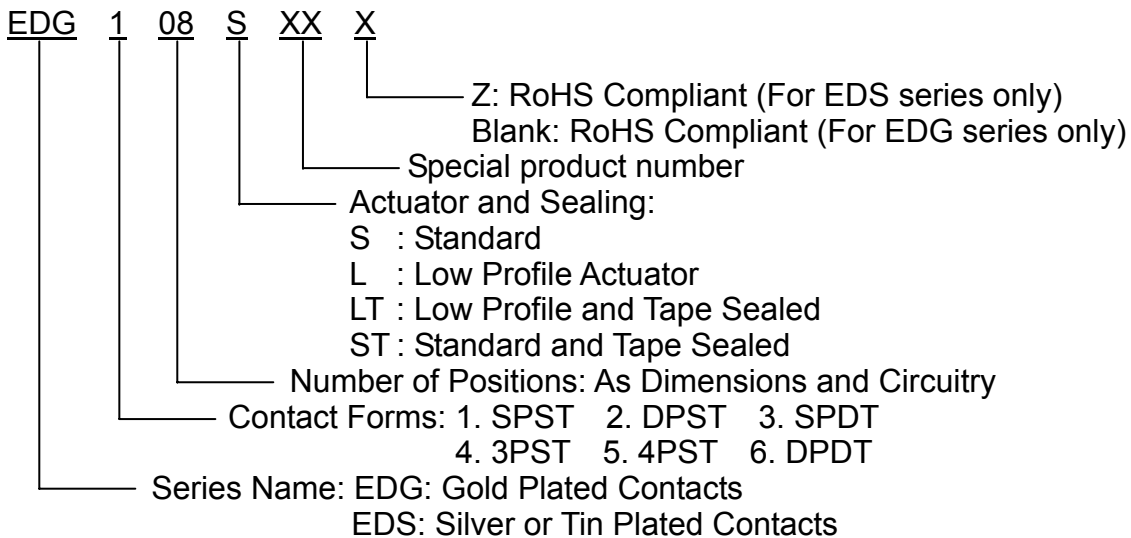 EDG 1 08 S XX X
Z: RoHS Compliant (For EDS series only)
Blank: RoHS Compliant (For EDG series only)
Special product number
Actuator and Sealing:
S : Standard
L : Low Profile Actuator
LT : Low Profile and Tape Sealed
ST : Standard and Tape Sealed
Number of Positions: As Dimensions and Circuitry
Contact Forms: 1. SPST 2. DPST 3. SPDT
4. 3PST 5. 4PST 6. DPDT
Series Name: EDG: Gold Plated Contacts
EDS: Silver or Tin Plated Contacts